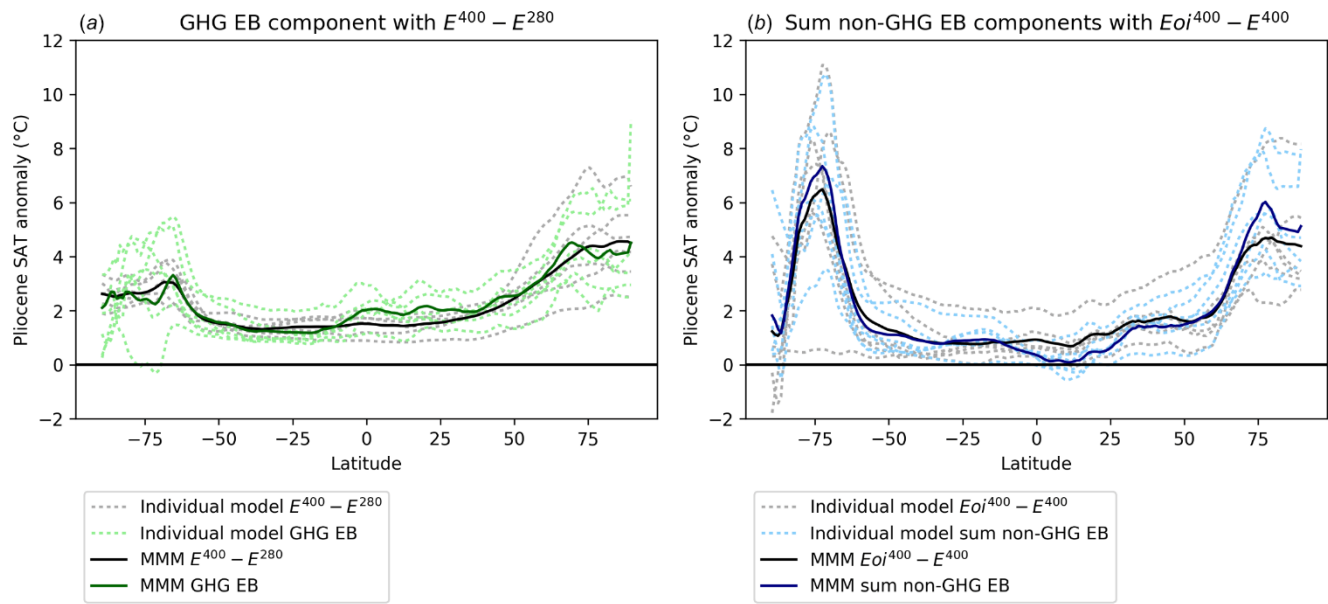 (a) GHG EB component with E^400 − E^280
12
10
8
6
4
2
0
−2
Pliocene SAT anomaly (°C)
−75 −50 −25 0 25 50 75
Latitude
Individual model E^400 − E^280
Individual model GHG EB
MMM E^400 − E^280
MMM GHG EB
(b) Sum non-GHG EB components with Eoi^400 − E^400
12
10
8
6
4
2
0
−2
Pliocene SAT anomaly (°C)
−75 −50 −25 0 25 50 75
Latitude
Individual model Eoi^400 − E^400
Individual model sum non-GHG EB
MMM Eoi^400 − E^400
MMM sum non-GHG EB